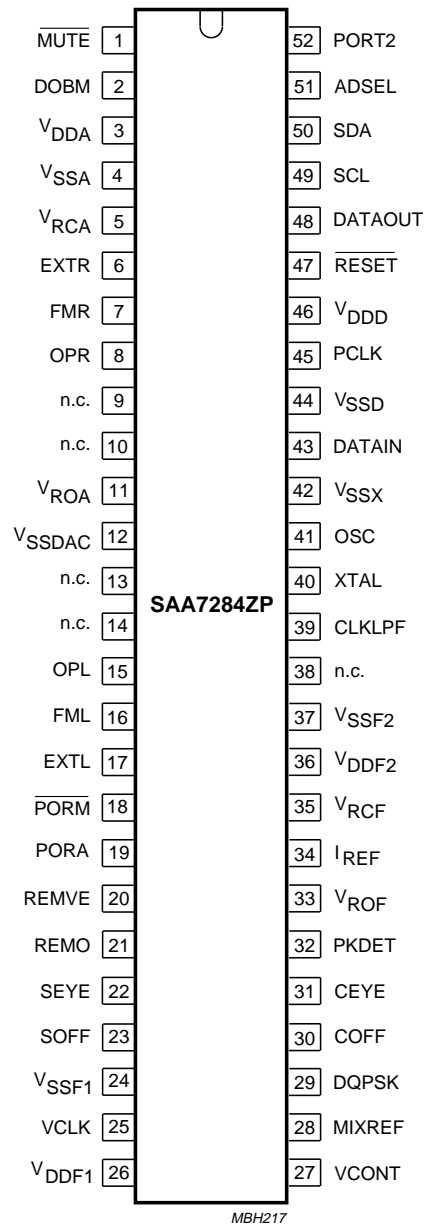 MUTE 1 52 PORT2
DOBM 2 51 ADSEL
VDDA 3 50 SDA
VSSA 4 49 SCL
VRCA 5 48 DATAOUT
EXTR 6 47 RESET
FMR 7 46 VDDD
OPR 8 45 PCLK
n.c. 9 44 VSSD
n.c. 10 43 DATAIN
VROA 11 42 VSSX
VSSDAC 12 41 OSC
n.c. 13 40 XTAL
SAA7284ZP
n.c. 14 39 CLKLPF
OPL 15 38 n.c.
FML 16 37 VSSF2
EXTL 17 36 VDDF2
PORM 18 35 VRCF
PORA 19 34 IREF
REMVE 20 33 VROF
REMO 21 32 PKDET
SEYE 22 31 CEYE
SOFF 23 30 COFF
VSSF1 24 29 DQPSK
VCLK 25 28 MIXREF
VDDF1 26 27 VCONT
MBH217